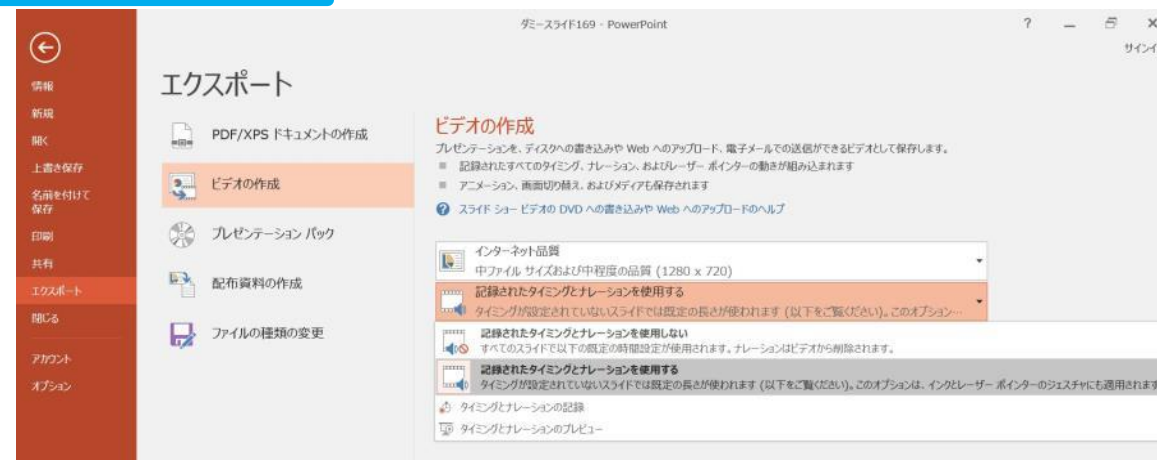 ダミースライド169 - PowerPoint
?
サインイ
情報
新規
開く
上書き保存
名前を付けて
保存
印刷
共有
エクスポート
閉じる
アカウント
オプション
エクスポート
PDF/XPS ドキュメントの作成
ビデオの作成
プレゼンテーション パック
配布資料の作成
ファイルの種類の変更
ビデオの作成
プレゼンテーションを、ディスクへの書き込みや Web へのアップロード、電子メールでの送信ができるビデオとして保存します。
記録されたすべてのタイミング、ナレーション、およびレーザー ポインターの動きが組み込まれます
アニメーション、画面切り替え、およびメディアも保存されます
スライド ショー ビデオの DVD への書き込みや Web へのアップロードのヘルプ
インターネット品質
中ファイル サイズおよび中程度の品質 (1280 x 720)
記録されたタイミングとナレーションを使用する
タイミングが設定されていないスライドでは既定の長さが使われます (以下をご覧ください)。このオプション…
記録されたタイミングとナレーションを使用しない
すべてのスライドで以下の既定の時間設定が使用されます。ナレーションはビデオから削除されます。
記録されたタイミングとナレーションを使用する
タイミングが設定されていないスライドでは既定の長さが使われます (以下をご覧ください)。このオプションは、インクとレーザー ポインターのジェスチャにも適用されます
タイミングとナレーションの記録
タイミングとナレーションのプレビュー